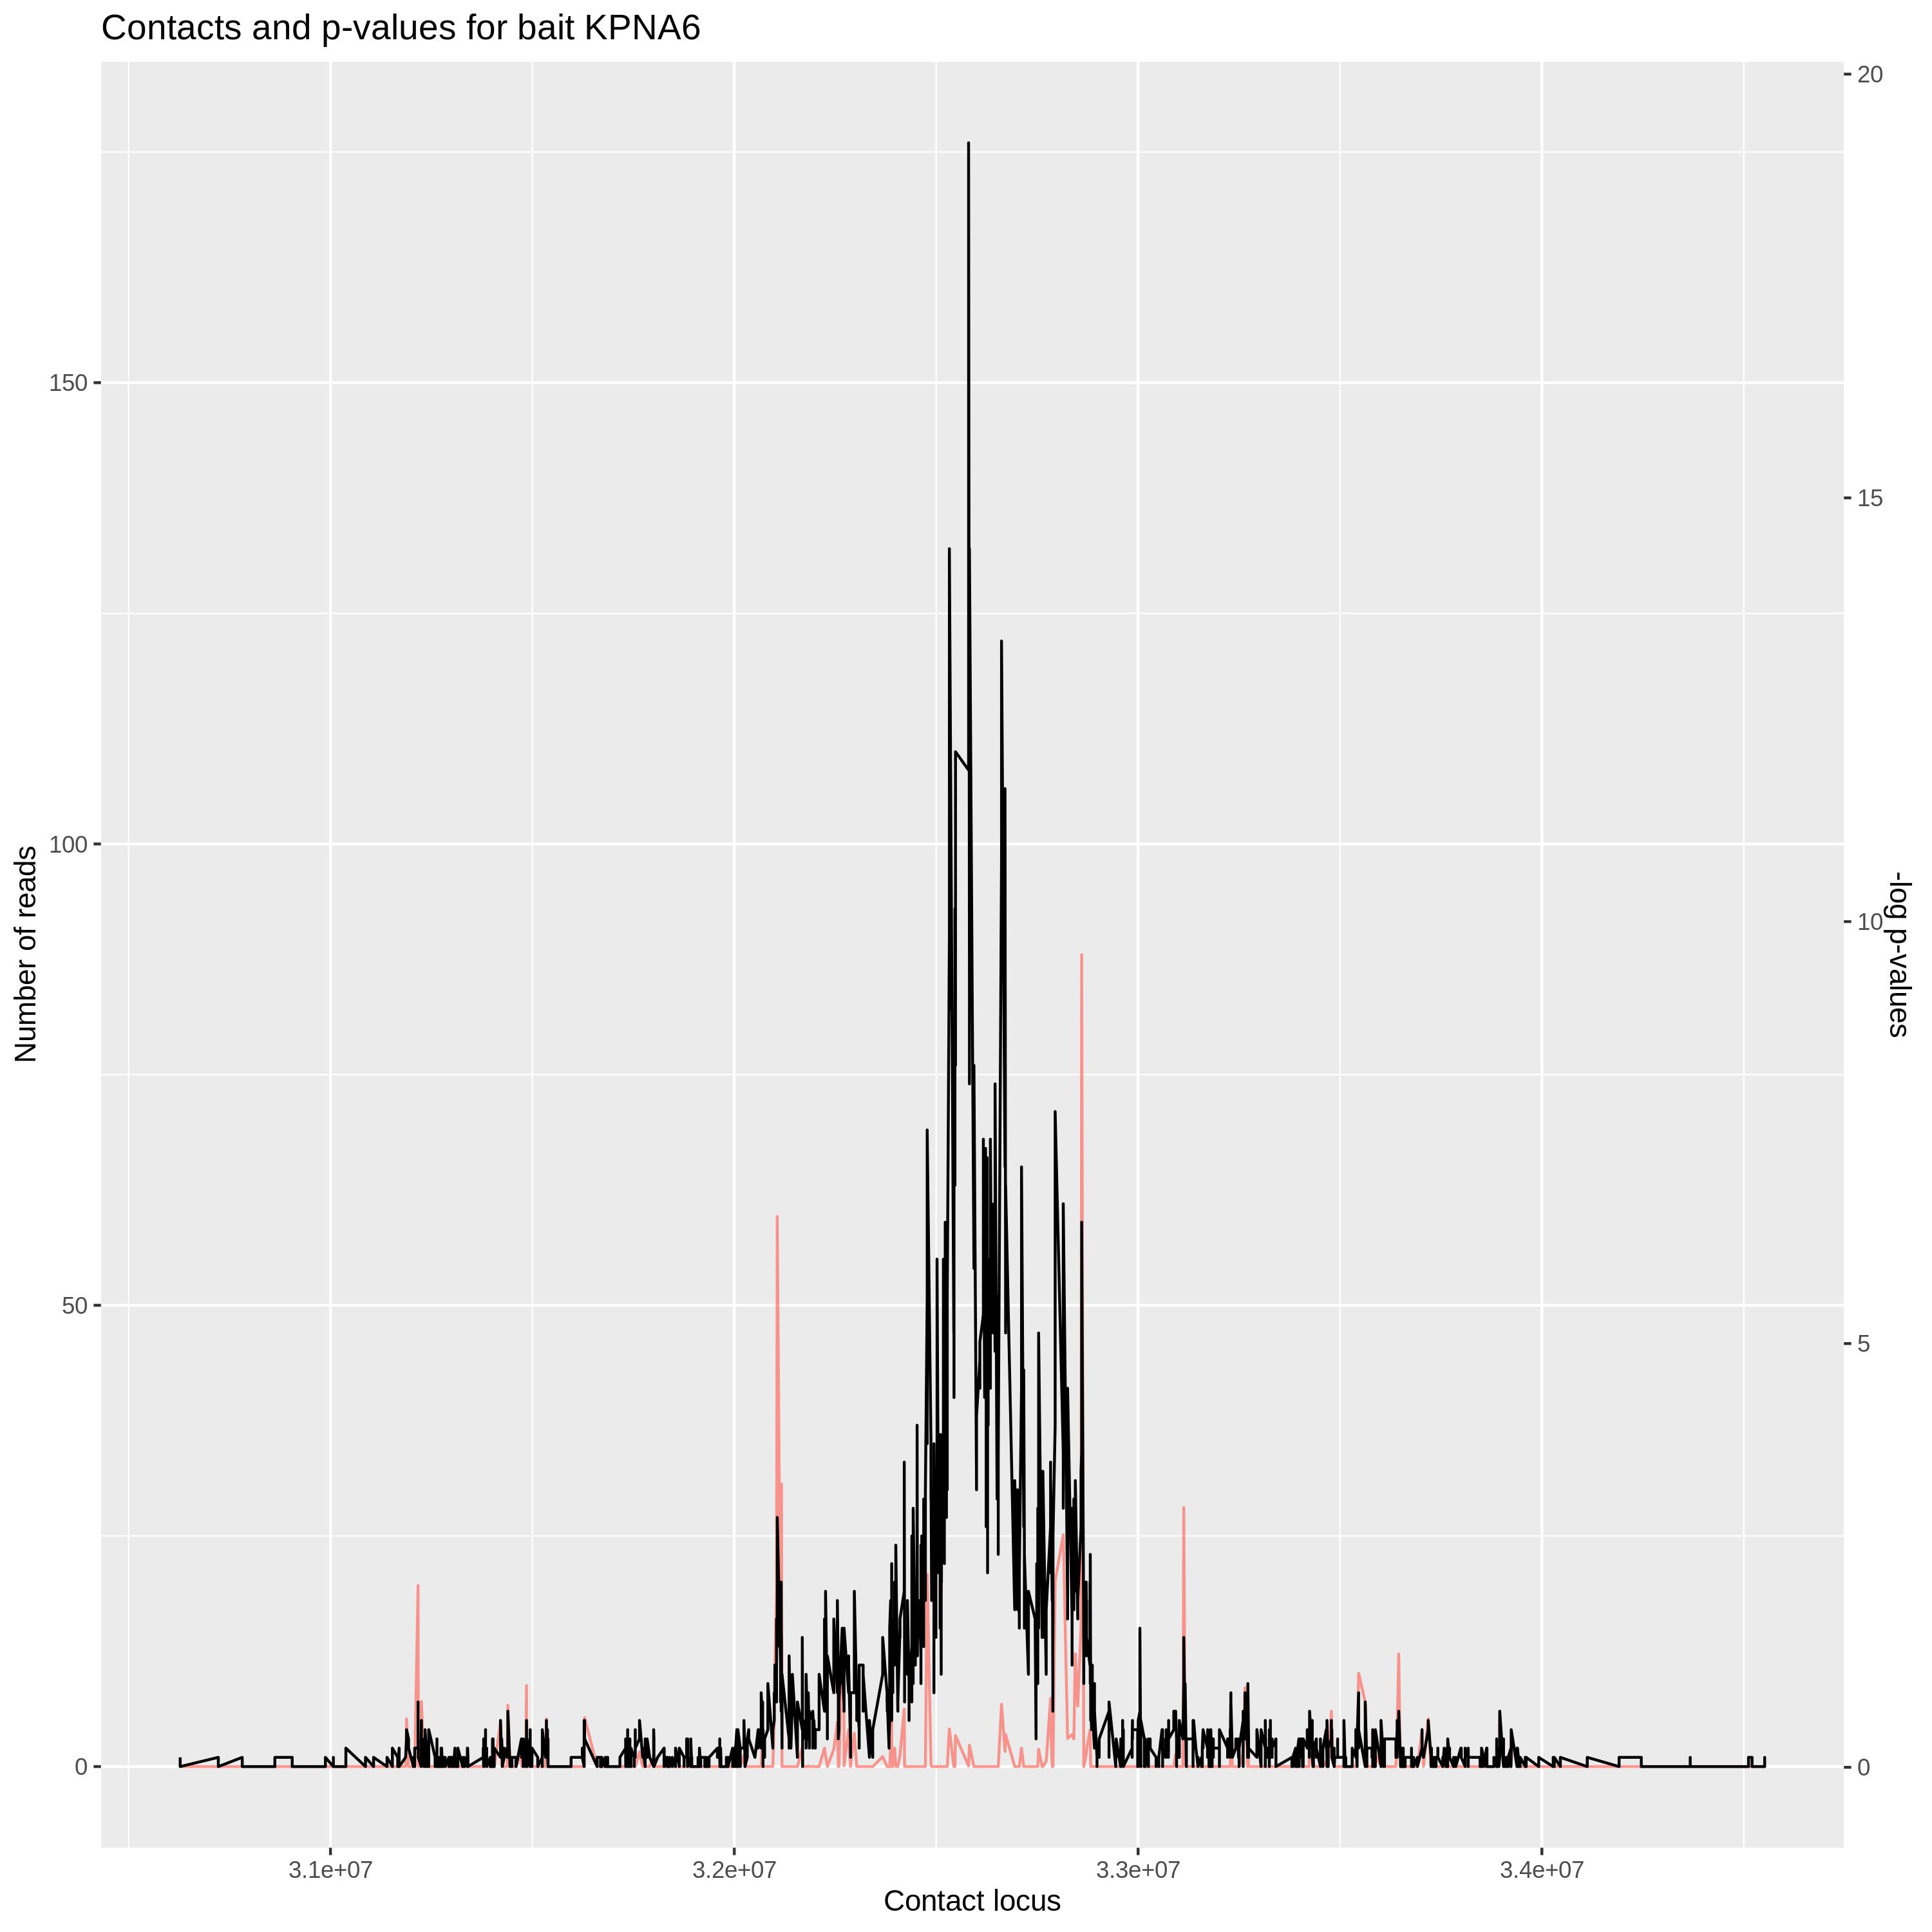 Contacts and p-values for bait KPNA6
20
150
15
100
10
50
5
0
0
Number of reads
-log p-values
3.1e+07
3.2e+07
3.3e+07
3.4e+07
Contact locus